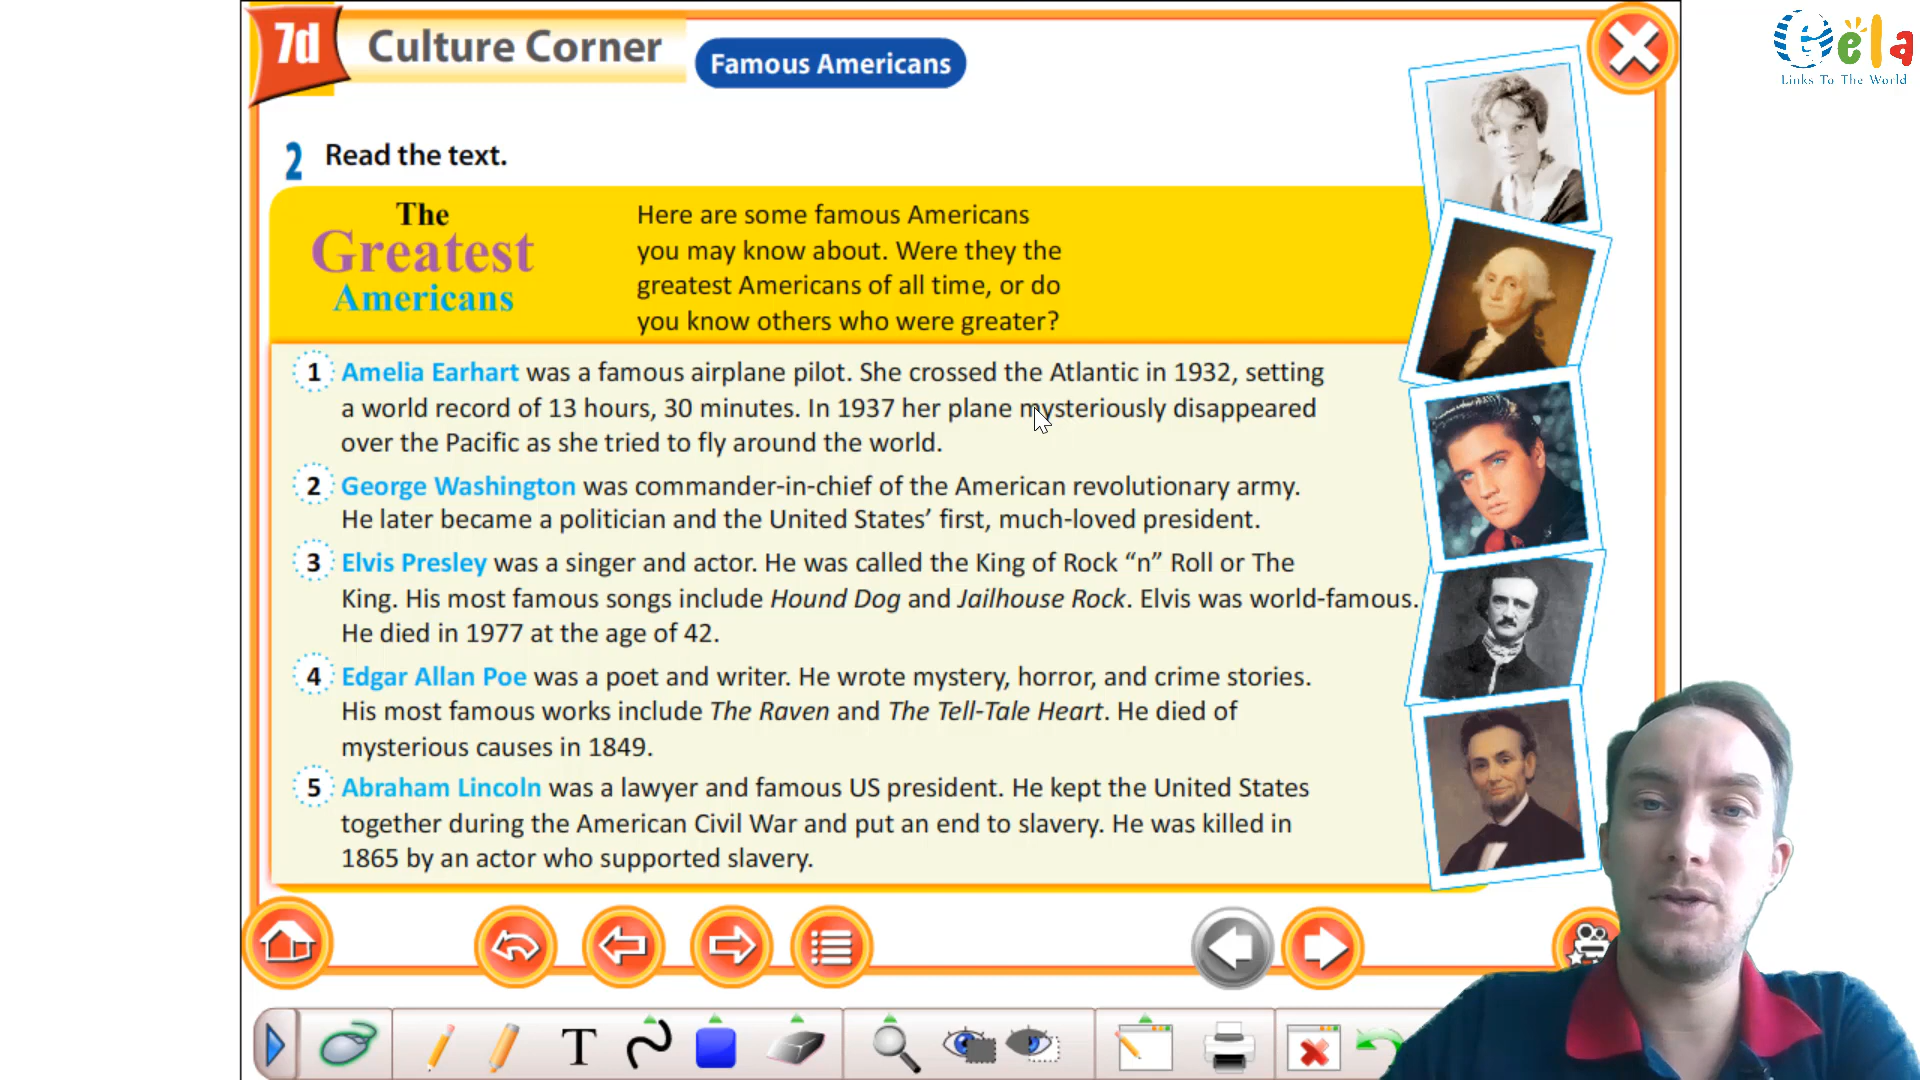 7d Culture Corner Famous Americans
eela
Links To The World
2 Read the text.
The
Greatest
Americans
Here are some famous Americans
you may know about. Were they the
greatest Americans of all time, or do
you know others who were greater?
1 Amelia Earhart was a famous airplane pilot. She crossed the Atlantic in 1932, setting
a world record of 13 hours, 30 minutes. In 1937 her plane mysteriously disappeared
over the Pacific as she tried to fly around the world.
2 George Washington was commander-in-chief of the American revolutionary army.
He later became a politician and the United States’ first, much-loved president.
3 Elvis Presley was a singer and actor. He was called the King of Rock “n” Roll or The
King. His most famous songs include Hound Dog and Jailhouse Rock. Elvis was world-famous.
He died in 1977 at the age of 42.
4 Edgar Allan Poe was a poet and writer. He wrote mystery, horror, and crime stories.
His most famous works include The Raven and The Tell-Tale Heart. He died of
mysterious causes in 1849.
5 Abraham Lincoln was a lawyer and famous US president. He kept the United States
together during the American Civil War and put an end to slavery. He was killed in
1865 by an actor who supported slavery.
T